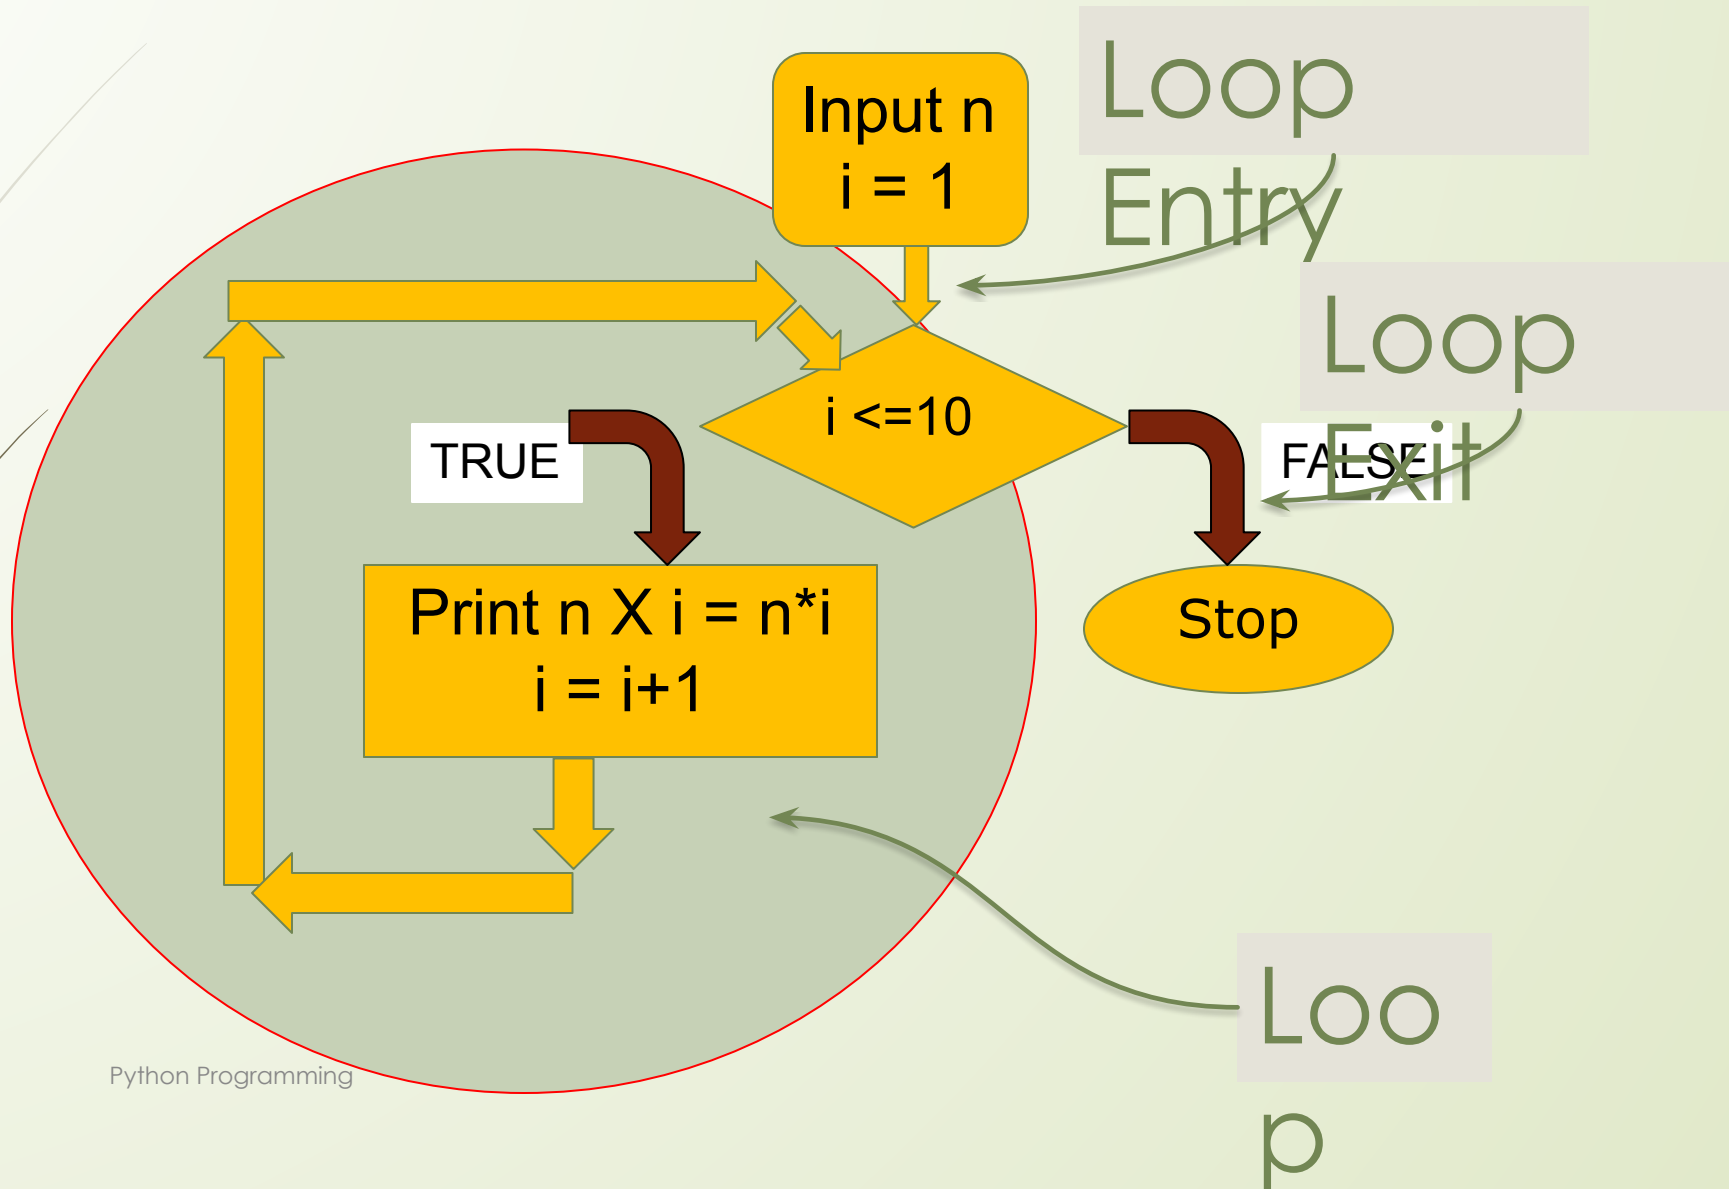 Input n
i = 1
Loop
Entry
Loop
Exit
i <=10
TRUE
FALSE
Print n X i = n*i
i = i+1
Stop
Loo
p
Python Programming